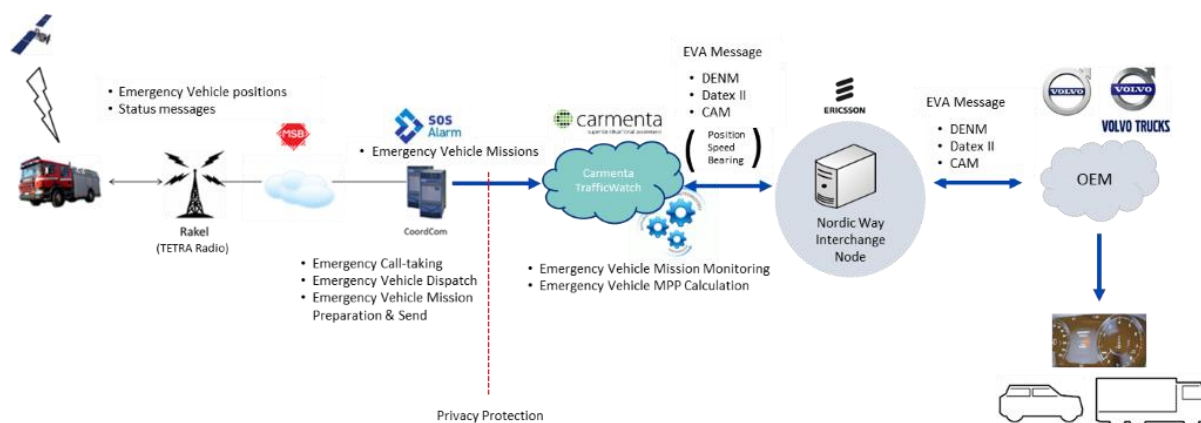 • Emergency Vehicle positions
• Status messages
MSB
Rakel
(TETRA Radio)
SOS
Alarm
• Emergency Vehicle Missions
CoordCom
• Emergency Call-taking
• Emergency Vehicle Dispatch
• Emergency Vehicle Mission
Preparation & Send
Privacy Protection
carmenta
Carmenta
TrafficWatch
• Emergency Vehicle Mission Monitoring
• Emergency Vehicle MPP Calculation
EVA Message
• DENM
• Datex II
• CAM
( Position
Speed
Bearing )
ERICSSON
Nordic Way
Interchange
Node
EVA Message
• DENM
• Datex II
• CAM
VOLVO
VOLVO
VOLVO TRUCKS
OEM